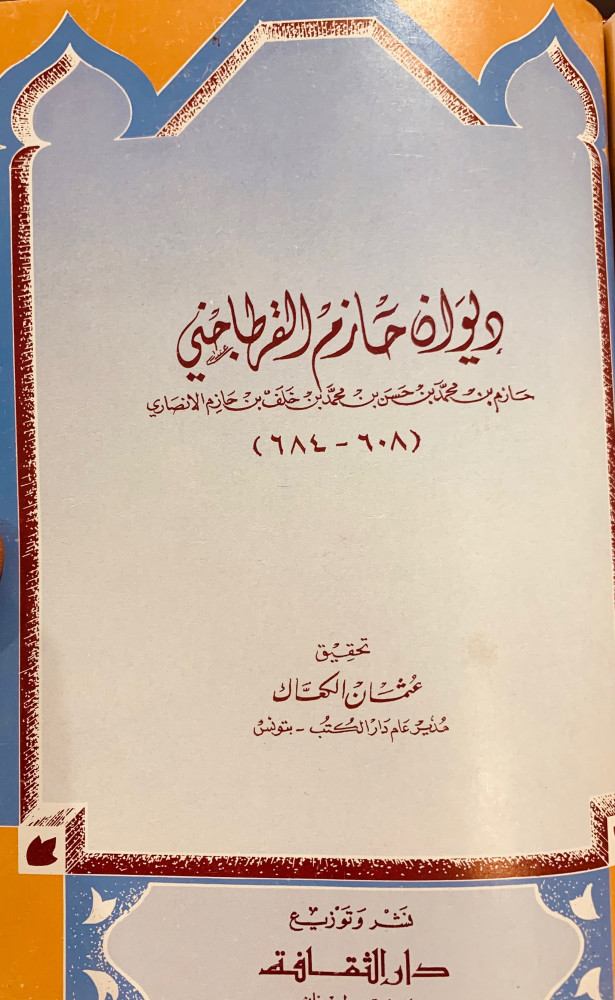 ديوان حازم القرطاجني
حازم بن محمد بن حسن بن محمد بن خلف بن حازم الانصاري
(٦٠٨ - ٦٨٤)
تحقيق
عثمان الكعاك
مدير عام دار الكتب - بتونس
نشر وتوزيع
دار الثقافة